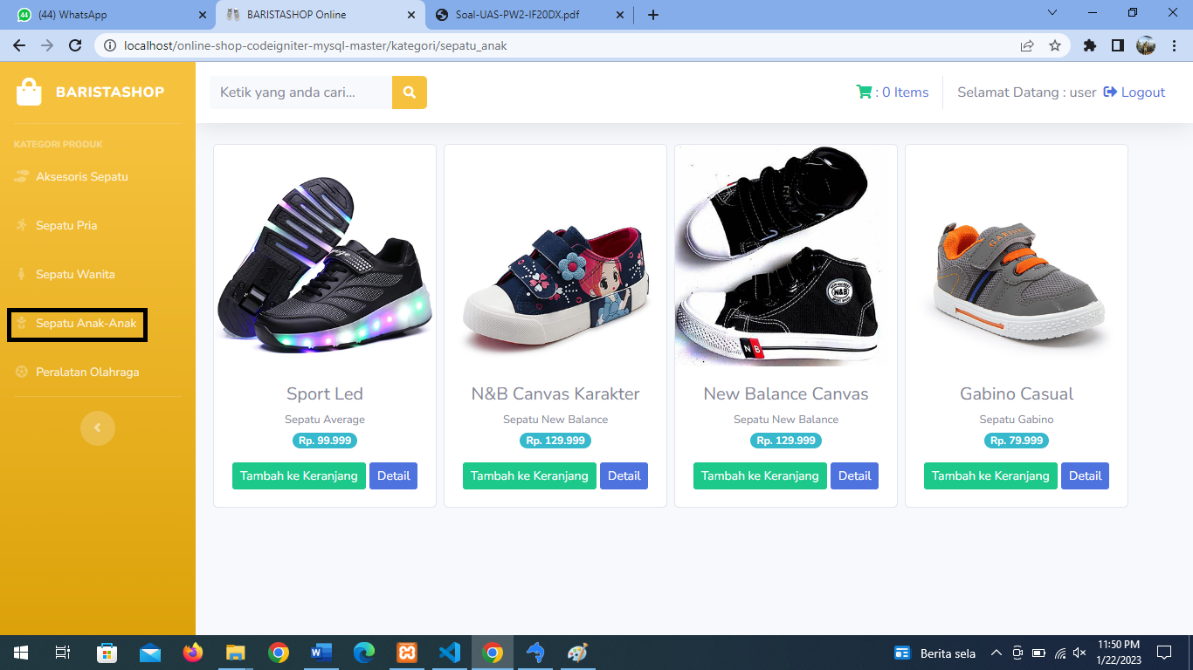 44
(44) WhatsApp
BARISTASHOP Online
Soal-UAS-PW2-IF20DX.pdf
localhost/online-shop-codeigniter-mysql-master/kategori/sepatu_anak
BARISTASHOP
Ketik yang anda cari...
: 0 Items
Selamat Datang : user
Logout
KATEGORI PRODUK
Aksesoris Sepatu
Sepatu Pria
Sepatu Wanita
Sepatu Anak-Anak
Peralatan Olahraga
N&B
N B
GABINO
Sport Led
Sepatu Average
Rp. 99.999
Tambah ke Keranjang
Detail
N&B Canvas Karakter
Sepatu New Balance
Rp. 129.999
Tambah ke Keranjang
Detail
New Balance Canvas
Sepatu New Balance
Rp. 129.999
Tambah ke Keranjang
Detail
Gabino Casual
Sepatu Gabino
Rp. 79.999
Tambah ke Keranjang
Detail
Berita sela
11:50 PM
1/22/2023